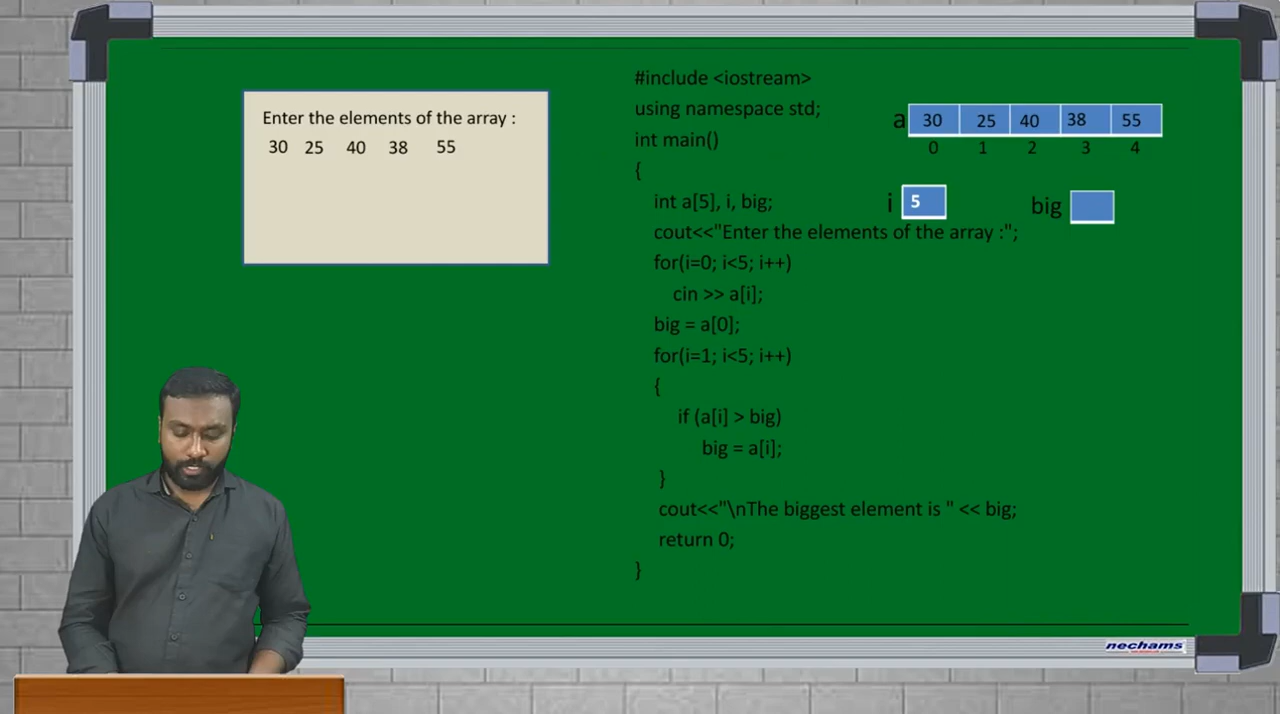 Enter the elements of the array :
30 25 40 38 55
#include <iostream>
using namespace std;
int main()
{
int a[5], i, big;
cout<<"Enter the elements of the array :";
for(i=0; i<5; i++)
cin >> a[i];
big = a[0];
for(i=1; i<5; i++)
{
if (a[i] > big)
big = a[i];
}
cout<<"\nThe biggest element is " << big;
return 0;
}
a 30 25 40 38 55
0 1 2 3 4
i 5 big
nechams